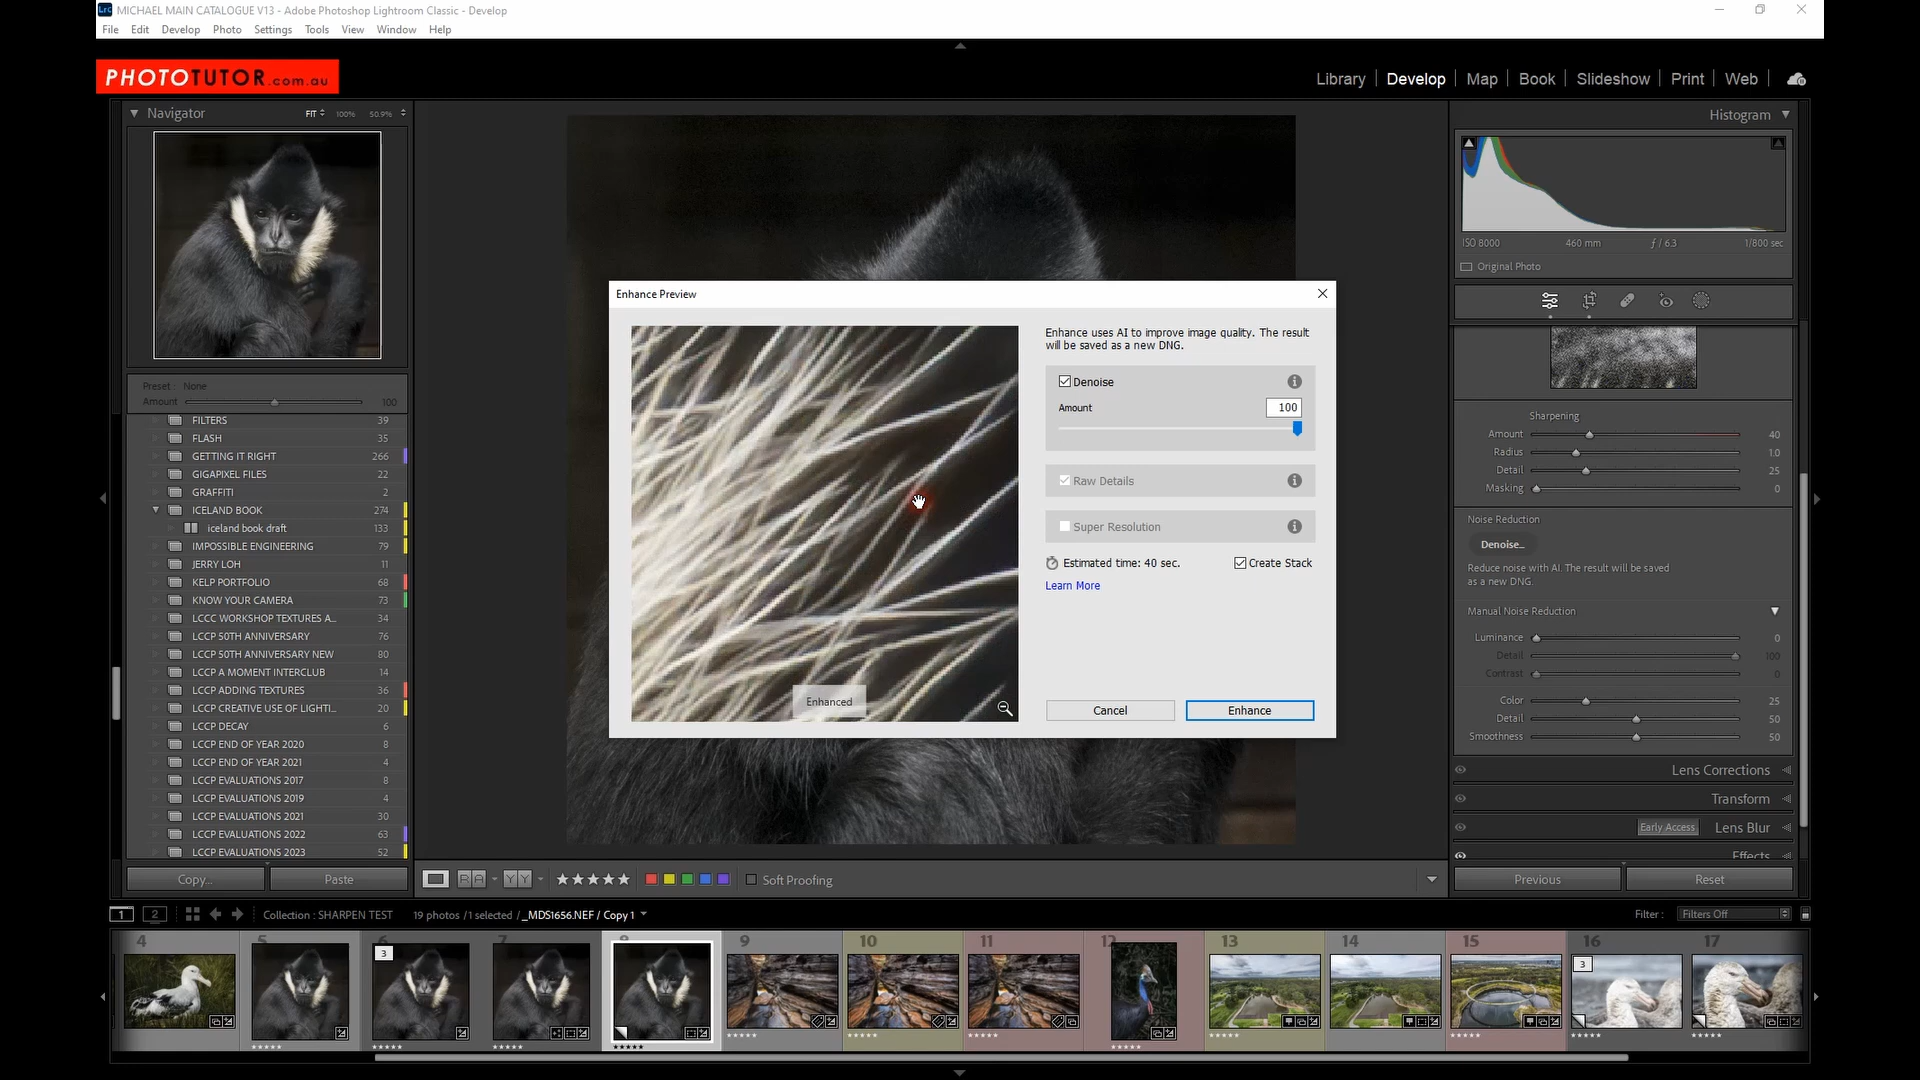 MICHAEL MAIN CATALOGUE V13 - Adobe Photoshop Lightroom Classic - Develop
File Edit Develop Photo Settings Tools View Window Help
PHOTOTUTOR.com.au
Library Develop Map Book Slideshow Print Web
Navigator FIT 100% 50.9%
Histogram
ISO 8000 460 mm ƒ / 6.3 1/800 sec
Original Photo
Enhance Preview
Enhance uses AI to improve image quality. The result
will be saved as a new DNG.
Denoise
Amount 100
Raw Details
Super Resolution
Estimated time: 40 sec. Create Stack
Learn More
Enhanced
Cancel Enhance
Preset : None
Amount 100
FILTERS 39
FLASH 35
GETTING IT RIGHT 266
GIGAPIXEL FILES 22
GRAFFITI 2
ICELAND BOOK 274
iceland book draft 133
IMPOSSIBLE ENGINEERING 79
JERRY LOH 11
KELP PORTFOLIO 68
KNOW YOUR CAMERA 73
LCCC WORKSHOP TEXTURES A... 34
LCCP 50TH ANNIVERSARY 76
LCCP 50TH ANNIVERSARY NEW 80
LCCP A MOMENT INTERCLUB 14
LCCP ADDING TEXTURES 36
LCCP CREATIVE USE OF LIGHTI... 20
LCCP DECAY 6
LCCP END OF YEAR 2020 8
LCCP END OF YEAR 2021 4
LCCP EVALUATIONS 2017 8
LCCP EVALUATIONS 2019 4
LCCP EVALUATIONS 2021 30
LCCP EVALUATIONS 2022 63
LCCP EVALUATIONS 2023 52
Copy... Paste
Sharpening
Amount 40
Radius 1.0
Detail 25
Masking 0
Noise Reduction
Denoise...
Reduce noise with AI. The result will be saved
as a new DNG.
Manual Noise Reduction
Luminance 0
Detail 100
Contrast 0
Color 25
Detail 50
Smoothness 50
Lens Corrections
Transform
Early Access Lens Blur
Effects
Previous Reset
R A Y Y Soft Proofing
1 2 Collection : SHARPEN TEST 19 photos / 1 selected / _MDS1656.NEF / Copy 1
Filter : Filters Off
4 5 6 7 8 9 10 11 12 13 14 15 16 17
3 3